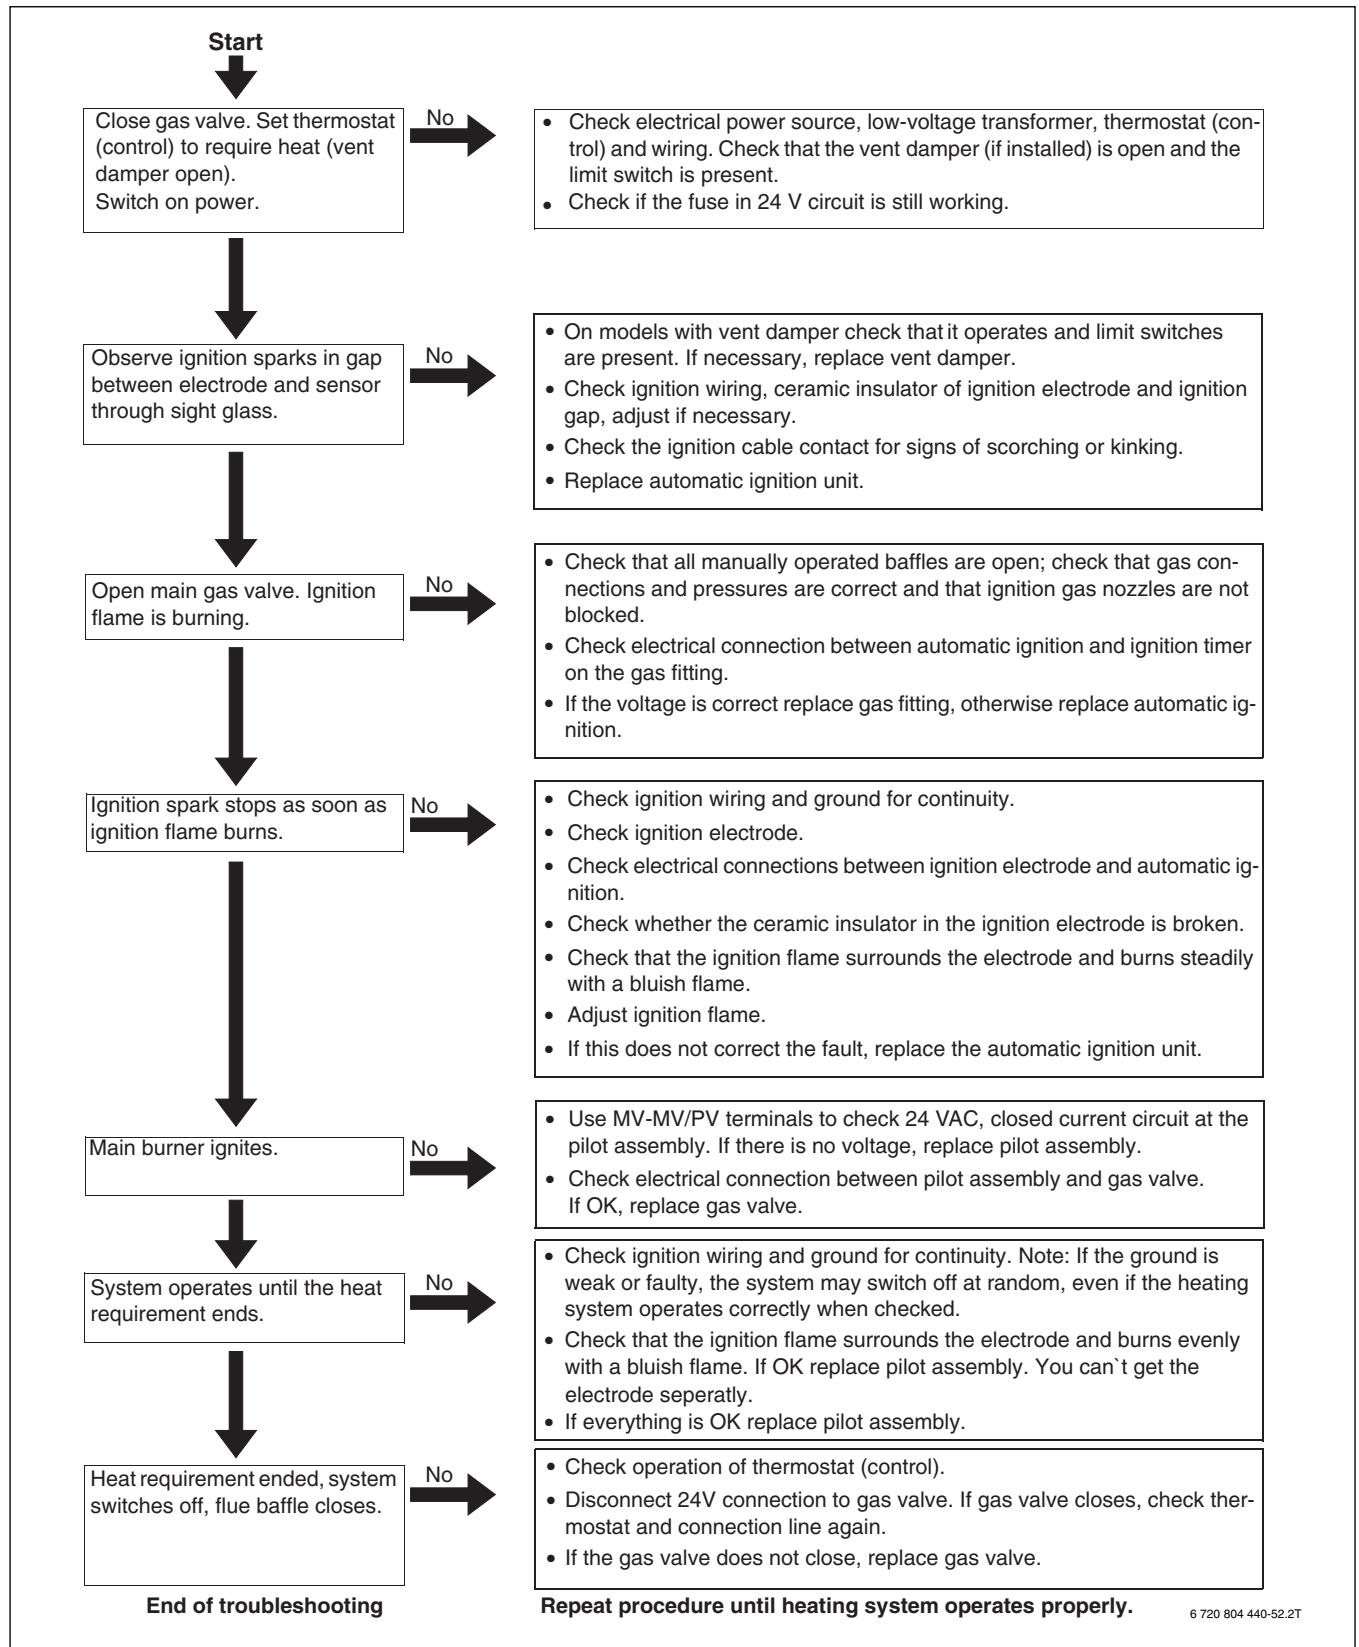 Start
Close gas valve. Set thermostat
(control) to require heat (vent
damper open).
Switch on power.
No
• Check electrical power source, low-voltage transformer, thermostat (con-
trol) and wiring. Check that the vent damper (if installed) is open and the
limit switch is present.
• Check if the fuse in 24 V circuit is still working.
Observe ignition sparks in gap
between electrode and sensor
through sight glass.
No
• On models with vent damper check that it operates and limit switches
are present. If necessary, replace vent damper.
• Check ignition wiring, ceramic insulator of ignition electrode and ignition
gap, adjust if necessary.
• Check the ignition cable contact for signs of scorching or kinking.
• Replace automatic ignition unit.
Open main gas valve. Ignition
flame is burning.
No
• Check that all manually operated baffles are open; check that gas con-
nections and pressures are correct and that ignition gas nozzles are not
blocked.
• Check electrical connection between automatic ignition and ignition timer
on the gas fitting.
• If the voltage is correct replace gas fitting, otherwise replace automatic ig-
nition.
Ignition spark stops as soon as
ignition flame burns.
No
• Check ignition wiring and ground for continuity.
• Check ignition electrode.
• Check electrical connections between ignition electrode and automatic ig-
nition.
• Check whether the ceramic insulator in the ignition electrode is broken.
• Check that the ignition flame surrounds the electrode and burns steadily
with a bluish flame.
• Adjust ignition flame.
• If this does not correct the fault, replace the automatic ignition unit.
Main burner ignites.
No
• Use MV-MV/PV terminals to check 24 VAC, closed current circuit at the
pilot assembly. If there is no voltage, replace pilot assembly.
• Check electrical connection between pilot assembly and gas valve.
If OK, replace gas valve.
System operates until the heat
requirement ends.
No
• Check ignition wiring and ground for continuity. Note: If the ground is
weak or faulty, the system may switch off at random, even if the heating
system operates correctly when checked.
• Check that the ignition flame surrounds the electrode and burns evenly
with a bluish flame. If OK replace pilot assembly. You can`t get the
electrode seperatly.
• If everything is OK replace pilot assembly.
Heat requirement ended, system
switches off, flue baffle closes.
No
• Check operation of thermostat (control).
• Disconnect 24V connection to gas valve. If gas valve closes, check ther-
mostat and connection line again.
• If the gas valve does not close, replace gas valve.
End of troubleshooting
Repeat procedure until heating system operates properly.
6 720 804 440-52.2T